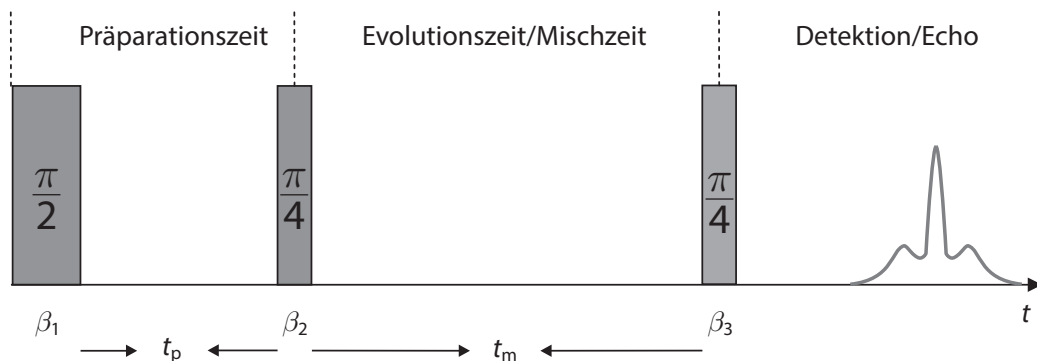 Präparationszeit Evolutionszeit/Mischzeit Detektion/Echo
π/2 π/4 π/4
t
β₁ β₂ β₃
tₚ tₘ